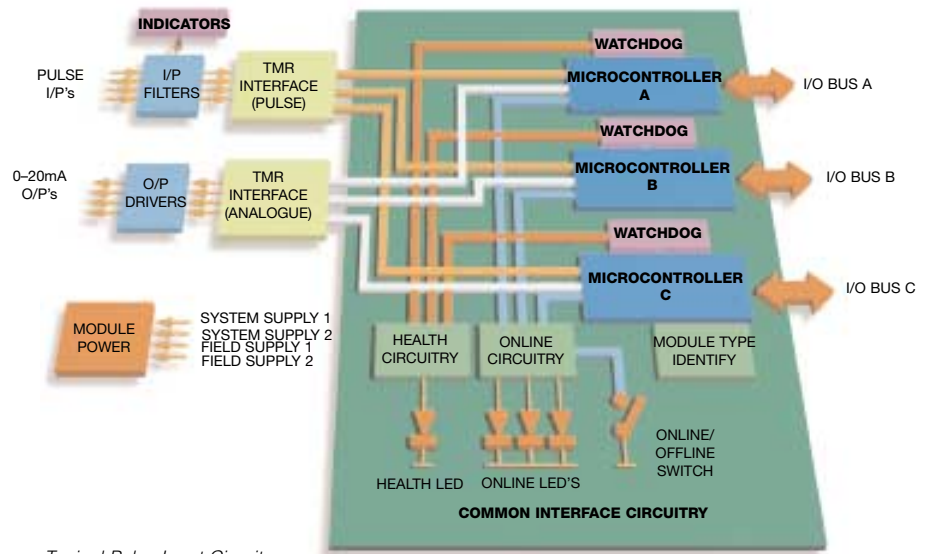 INDICATORS
WATCHDOG
PULSE
I/P's
I/P
FILTERS
TMR
INTERFACE
(PULSE)
MICROCONTROLLER
A
I/O BUS A
WATCHDOG
0–20mA
O/P's
O/P
DRIVERS
TMR
INTERFACE
(ANALOGUE)
MICROCONTROLLER
B
I/O BUS B
WATCHDOG
MICROCONTROLLER
C
I/O BUS C
MODULE
POWER
SYSTEM SUPPLY 1
SYSTEM SUPPLY 2
FIELD SUPPLY 1
FIELD SUPPLY 2
HEALTH
CIRCUITRY
ONLINE
CIRCUITRY
MODULE TYPE
IDENTIFY
ONLINE/
OFFLINE
SWITCH
HEALTH LED
ONLINE LED'S
COMMON INTERFACE CIRCUITRY